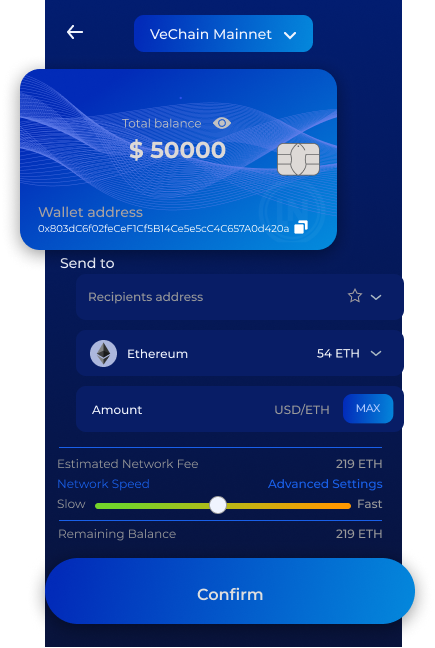 VeChain Mainnet
Total balance
$ 50000
Wallet address
0x803dC6f02feCeF1Cf5B14Ce5e5cC4C657A0d420a
Send to
Recipients address
Ethereum 54 ETH
Amount USD/ETH MAX
Estimated Network Fee 219 ETH
Network Speed Advanced Settings
Slow Fast
Remaining Balance 219 ETH
Confirm